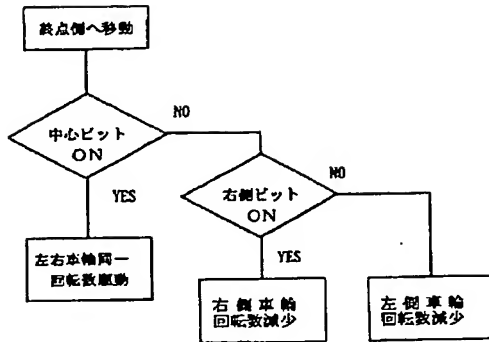 終点側へ移動
中心ビット
ON
NO
YES
右側ビット
ON
NO
YES
左右車輪同一
回転数駆動
右側車輪
回転数減少
左側車輪
回転数減少